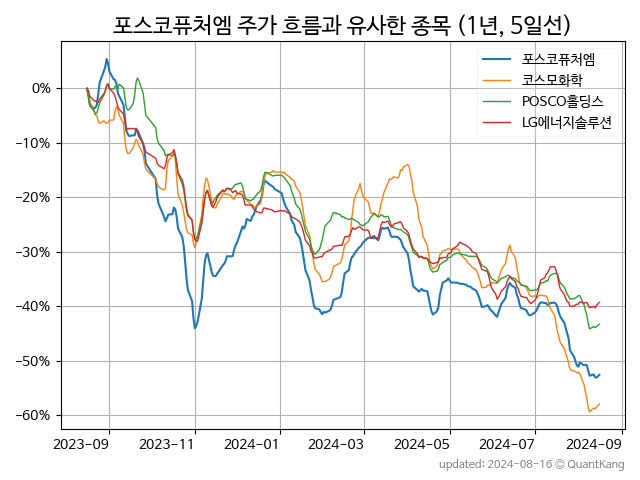 포스코퓨처엠 주가 흐름과 유사한 종목 (1년, 5일선)
포스코퓨처엠
코스모화학
POSCO홀딩스
LG에너지솔루션
0%
−10%
−20%
−30%
−40%
−50%
−60%
2023-09 2023-11 2024-01 2024-03 2024-05 2024-07 2024-09
updated: 2024-08-16 © QuantKang